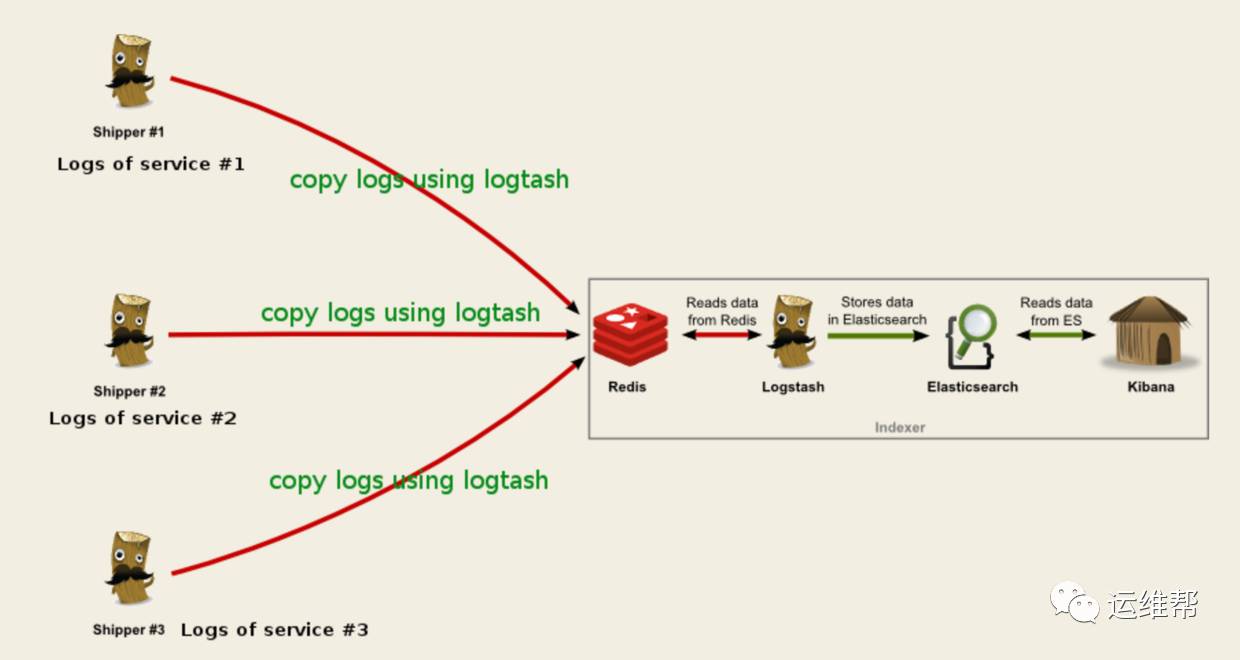 Shipper #1
Logs of service #1
copy logs using logtash
copy logs using logtash
Shipper #2
Logs of service #2
Reads data
from Redis
Stores data
in Elasticsearch
Reads data
from ES
Redis
Logstash
Elasticsearch
Kibana
Indexer
copy logs using logtash
Shipper #3
Logs of service #3
运维帮